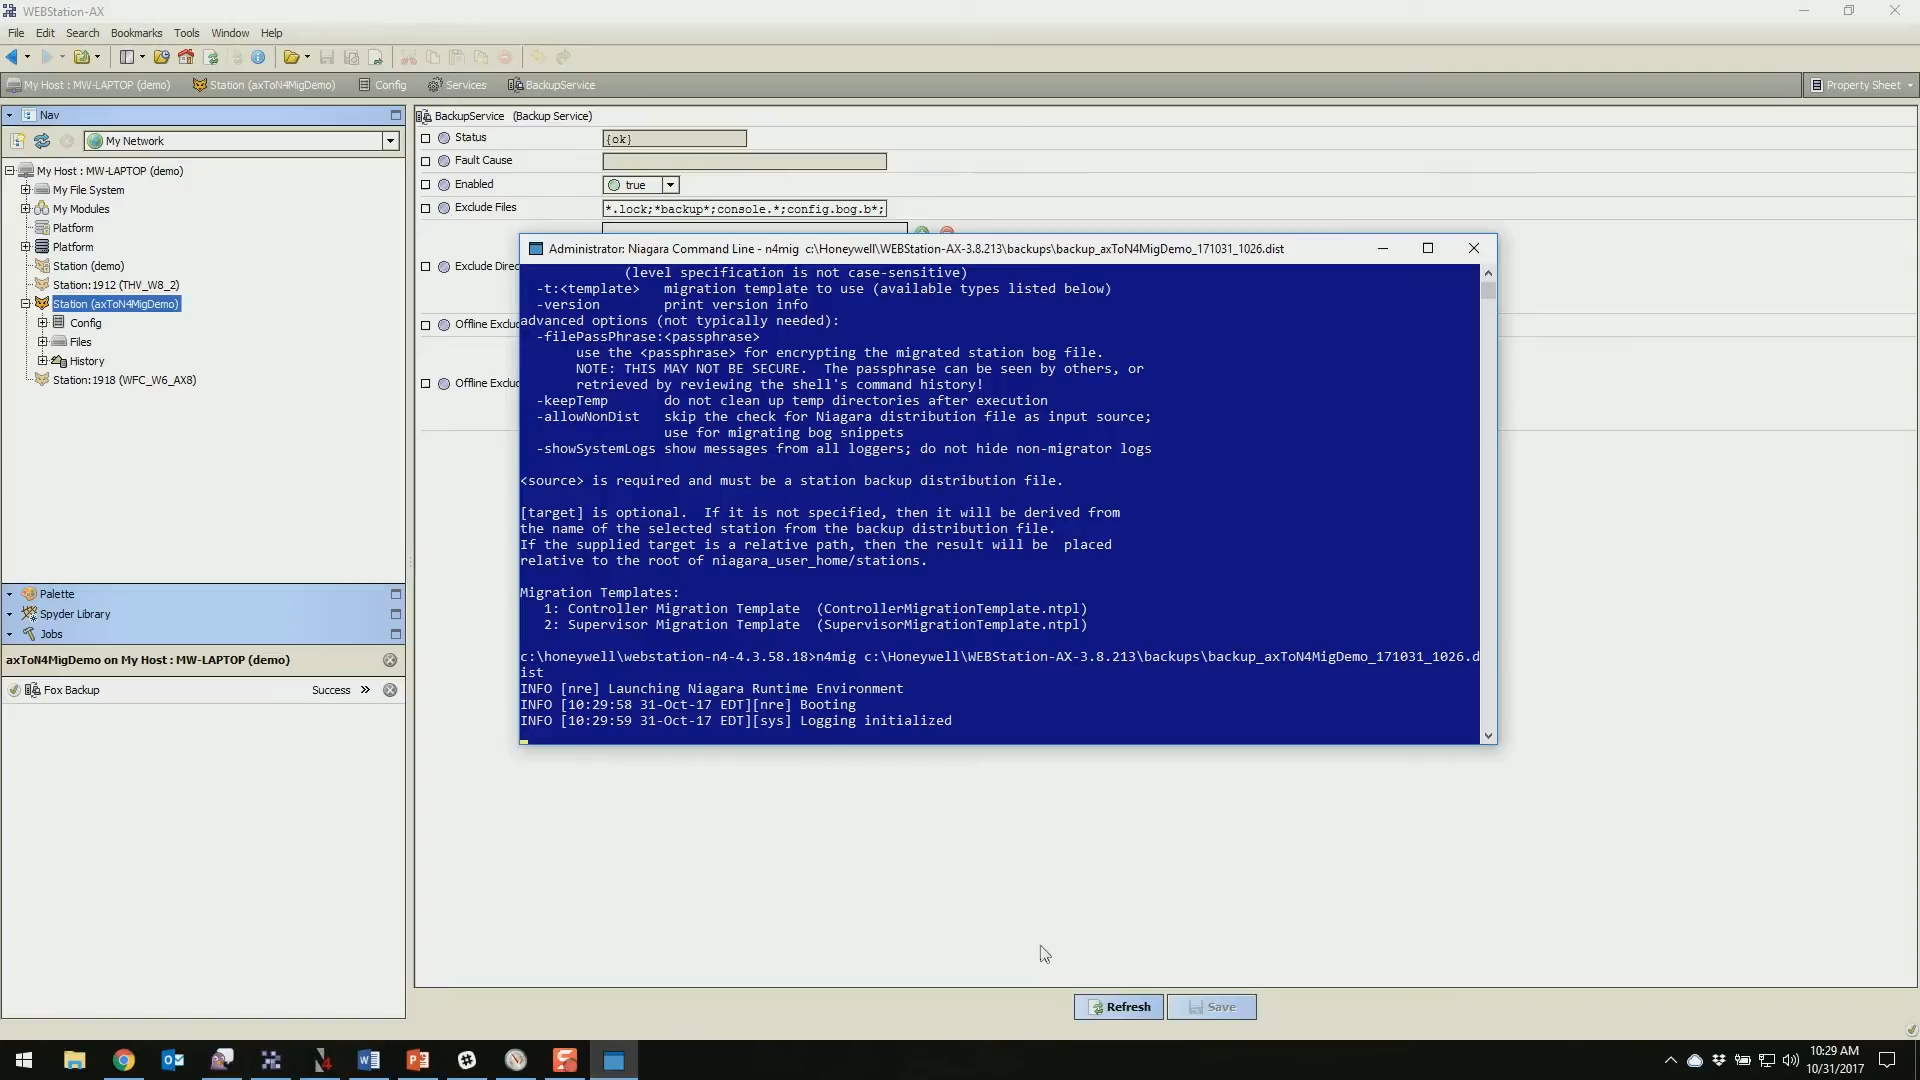 WEBStation-AX
File Edit Search Bookmarks Tools Window Help
My Host : MW-LAPTOP (demo) Station (axToN4MigDemo) Config Services BackupService Property Sheet
Nav
My Network
My Host : MW-LAPTOP (demo)
My File System
My Modules
Platform
Platform
Station (demo)
Station:1912 (THV_W8_2)
Station (axToN4MigDemo)
Config
Files
History
Station:1918 (WFC_W6_AX8)
Palette
Spyder Library
Jobs
axToN4MigDemo on My Host : MW-LAPTOP (demo)
Fox Backup Success »
BackupService (Backup Service)
Status {ok}
Fault Cause
Enabled true
Exclude Files *.lock;*backup*;console.*;config.bog.b*;
Exclude Direc
Offline Exclu
Offline Exclu
Administrator: Niagara Command Line - n4mig c:\Honeywell\WEBStation-AX-3.8.213\backups\backup_axToN4MigDemo_171031_1026.dist
(level specification is not case-sensitive)
-t:<template> migration template to use (available types listed below)
-version print version info
advanced options (not typically needed):
-filePassPhrase:<passphrase>
use the <passphrase> for encrypting the migrated station bog file.
NOTE: THIS MAY NOT BE SECURE. The passphrase can be seen by others, or
retrieved by reviewing the shell's command history!
-keepTemp do not clean up temp directories after execution
-allowNonDist skip the check for Niagara distribution file as input source;
use for migrating bog snippets
-showSystemLogs show messages from all loggers; do not hide non-migrator logs
<source> is required and must be a station backup distribution file.
[target] is optional. If it is not specified, then it will be derived from
the name of the selected station from the backup distribution file.
If the supplied target is a relative path, then the result will be placed
relative to the root of niagara_user_home/stations.
Migration Templates:
1: Controller Migration Template (ControllerMigrationTemplate.ntpl)
2: Supervisor Migration Template (SupervisorMigrationTemplate.ntpl)
c:\honeywell\webstation-n4-4.3.58.18>n4mig c:\Honeywell\WEBStation-AX-3.8.213\backups\backup_axToN4MigDemo_171031_1026.d
ist
INFO [nre] Launching Niagara Runtime Environment
INFO [10:29:58 31-Oct-17 EDT][nre] Booting
INFO [10:29:59 31-Oct-17 EDT][sys] Logging initialized
Refresh Save
10:29 AM
10/31/2017